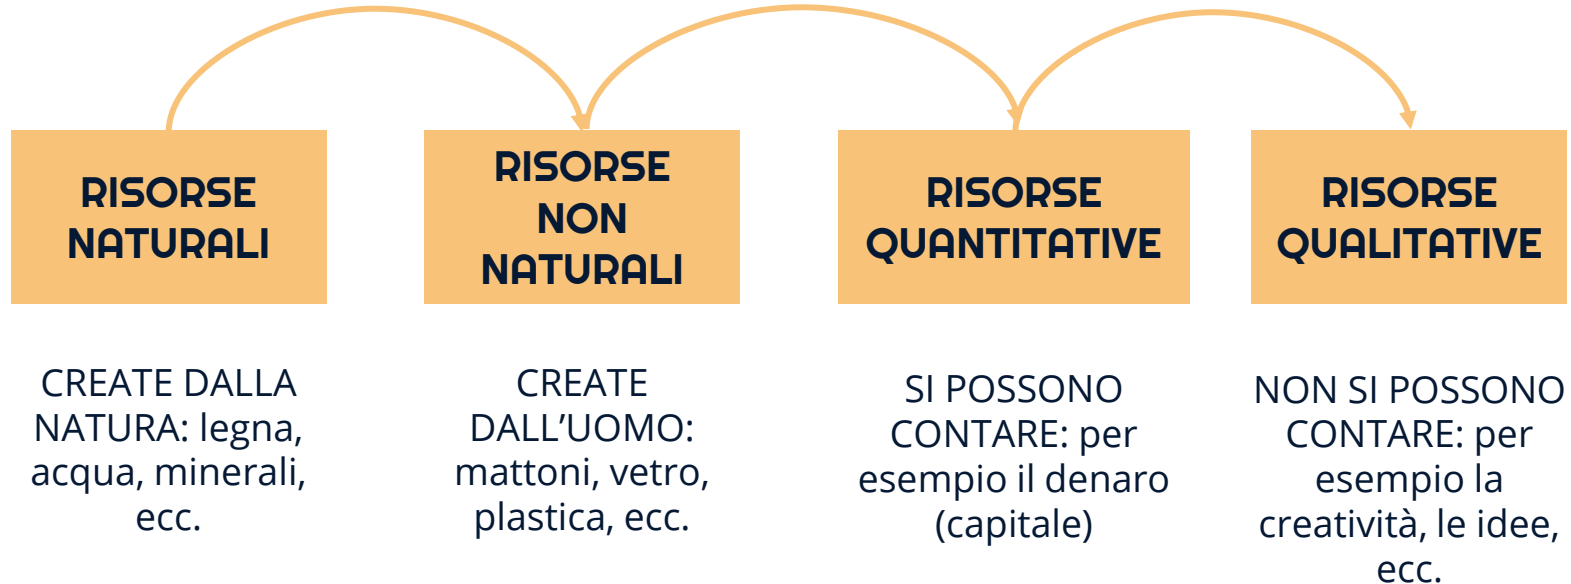 RISORSE
NATURALI
RISORSE
NON
NATURALI
RISORSE
QUANTITATIVE
RISORSE
QUALITATIVE
CREATE DALLA
NATURA: legna,
acqua, minerali,
ecc.
CREATE
DALL’UOMO:
mattoni, vetro,
plastica, ecc.
SI POSSONO
CONTARE: per
esempio il denaro
(capitale)
NON SI POSSONO
CONTARE: per
esempio la
creatività, le idee,
ecc.